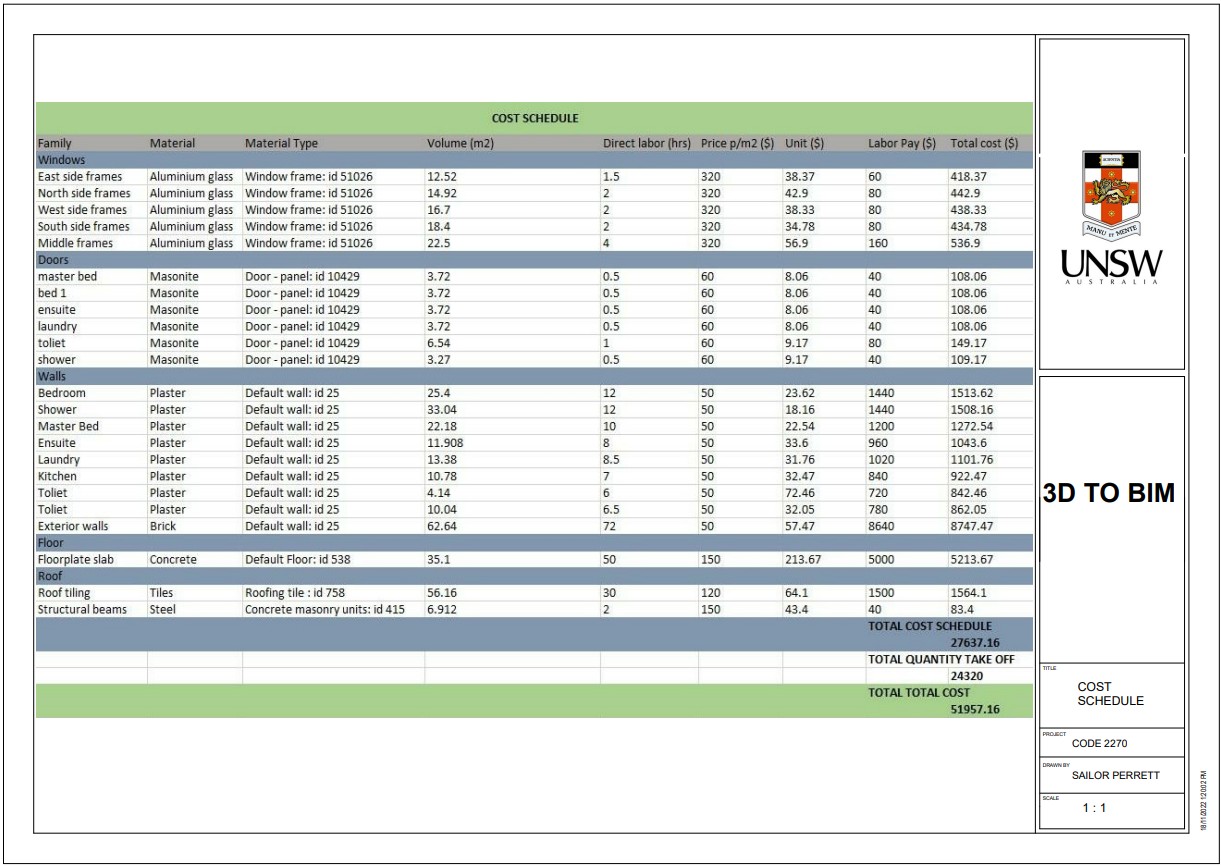 COST SCHEDULE
Family Material Material Type Volume (m2) Direct labor (hrs) Price p/m2 ($) Unit ($) Labor Pay ($) Total cost ($)
Windows
East side frames Aluminium glass Window frame: id 51026 12.52 1.5 320 38.37 60 418.37
North side frames Aluminium glass Window frame: id 51026 14.92 2 320 42.9 80 442.9
West side frames Aluminium glass Window frame: id 51026 16.7 2 320 38.33 80 438.33
South side frames Aluminium glass Window frame: id 51026 18.4 2 320 34.78 80 434.78
Middle frames Aluminium glass Window frame: id 51026 22.5 4 320 56.9 160 536.9
Doors
master bed Masonite Door - panel: id 10429 3.72 0.5 60 8.06 40 108.06
bed 1 Masonite Door - panel: id 10429 3.72 0.5 60 8.06 40 108.06
ensuite Masonite Door - panel: id 10429 3.72 0.5 60 8.06 40 108.06
laundry Masonite Door - panel: id 10429 3.72 0.5 60 8.06 40 108.06
toliet Masonite Door - panel: id 10429 6.54 1 60 9.17 80 149.17
shower Masonite Door - panel: id 10429 3.27 0.5 60 9.17 40 109.17
Walls
Bedroom Plaster Default wall: id 25 25.4 12 50 23.62 1440 1513.62
Shower Plaster Default wall: id 25 33.04 12 50 18.16 1440 1508.16
Master Bed Plaster Default wall: id 25 22.18 10 50 22.54 1200 1272.54
Ensuite Plaster Default wall: id 25 11.908 8 50 33.6 960 1043.6
Laundry Plaster Default wall: id 25 13.38 8.5 50 31.76 1020 1101.76
Kitchen Plaster Default wall: id 25 10.78 7 50 32.47 840 922.47
Toliet Plaster Default wall: id 25 4.14 6 50 72.46 720 842.46
Toliet Plaster Default wall: id 25 10.04 6.5 50 32.05 780 862.05
Exterior walls Brick Default wall: id 25 62.64 72 50 57.47 8640 8747.47
Floor
Floorplate slab Concrete Default Floor: id 538 35.1 50 150 213.67 5000 5213.67
Roof
Roof tiling Tiles Roofing tile : id 758 56.16 30 120 64.1 1500 1564.1
Structural beams Steel Concrete masonry units: id 415 6.912 2 150 43.4 40 83.4
TOTAL COST SCHEDULE
27637.16
TOTAL QUANTITY TAKE OFF
24320
TOTAL TOTAL COST
51957.16
SCIENTIA
MANU ET MENTE
UNSW
AUSTRALIA
3D TO BIM
TITLE
COST
SCHEDULE
PROJECT
CODE 2270
DRAWN BY
SAILOR PERRETT
SCALE
1 : 1
18/11/2022 1:20:02 PM